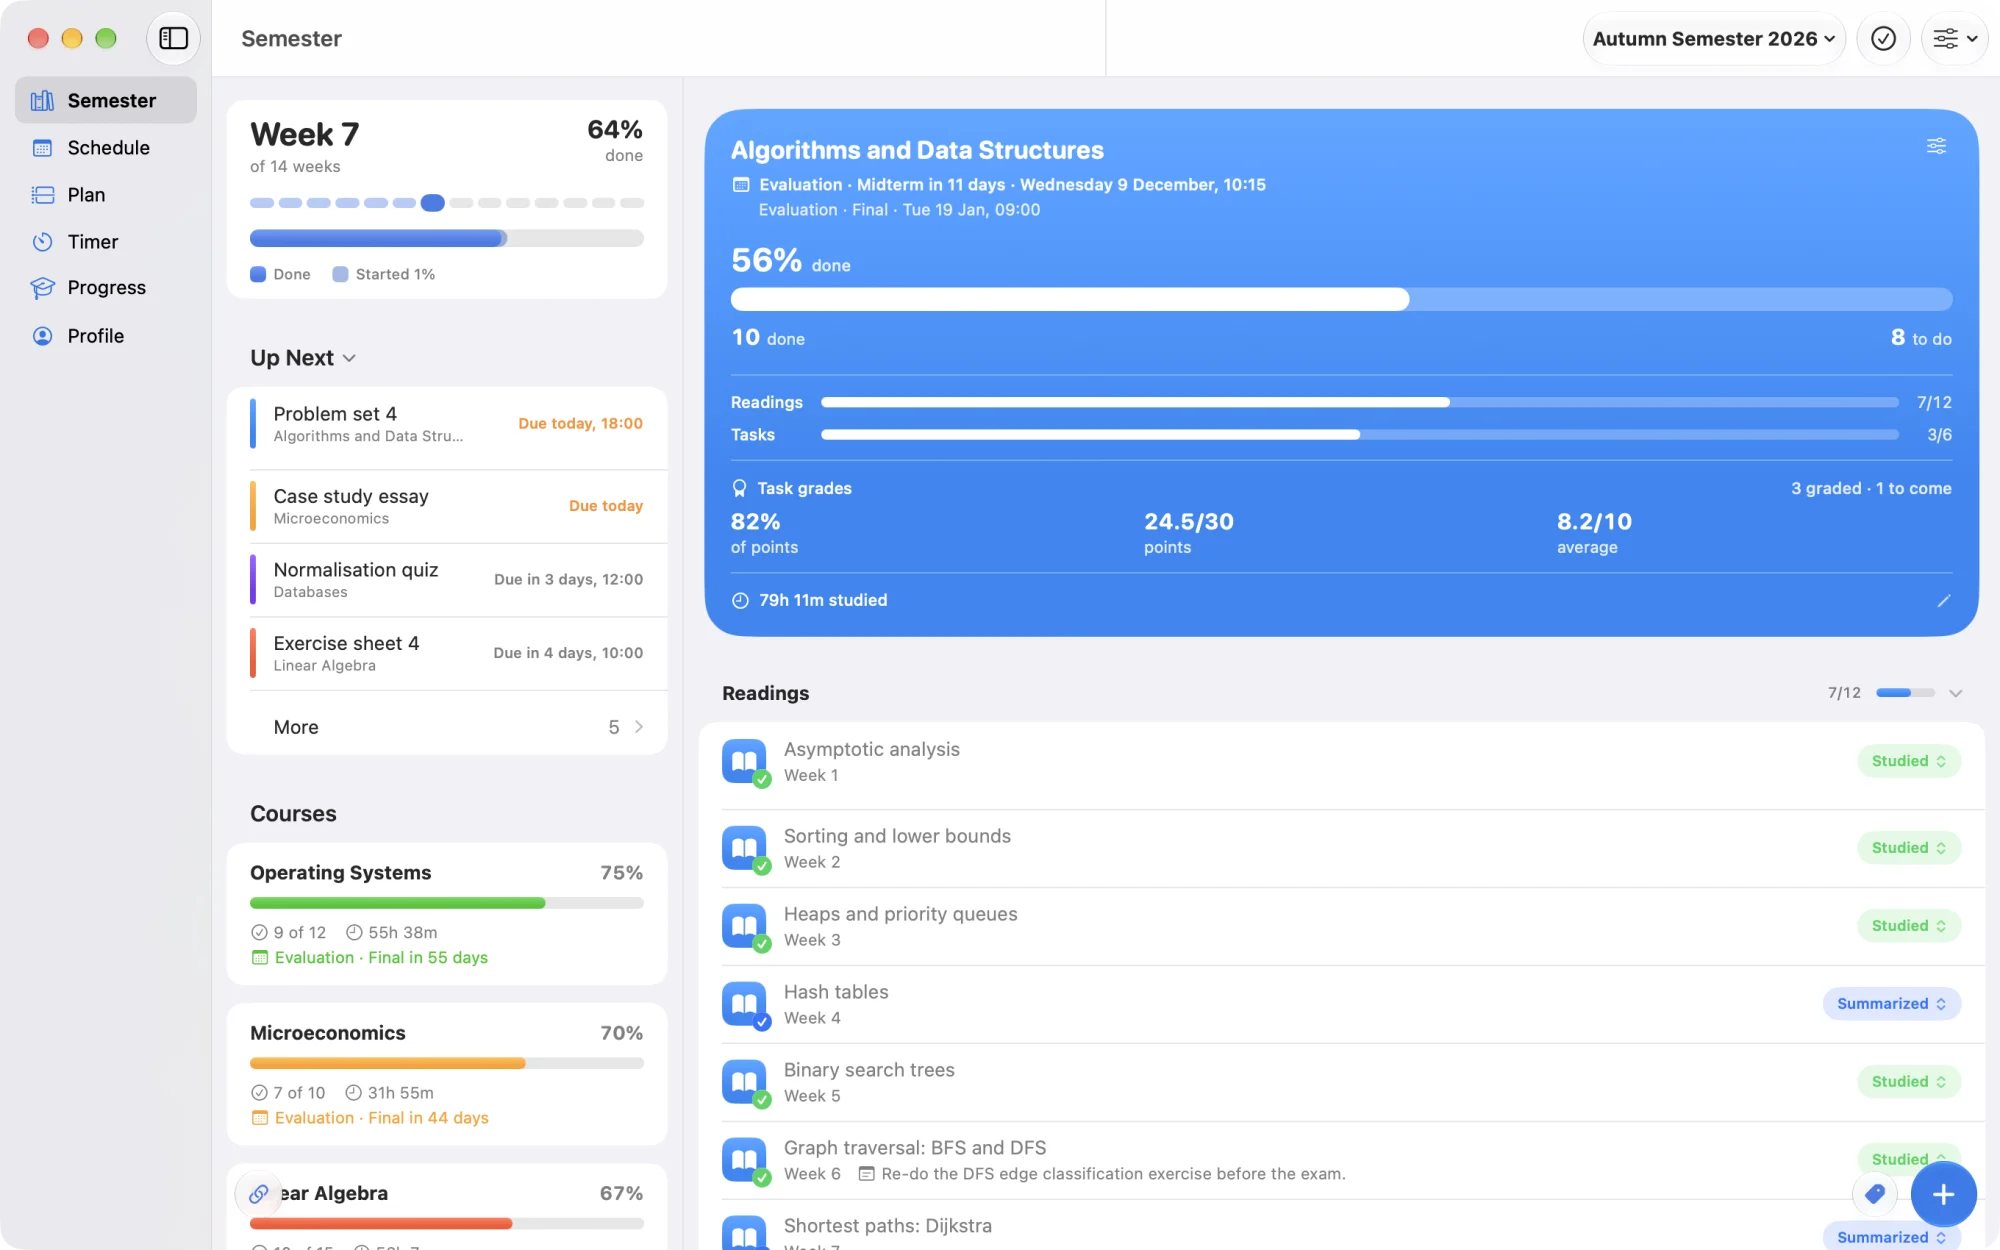 Semester
Autumn Semester 2026
Semester
Schedule
Plan
Timer
Progress
Profile
Week 7
of 14 weeks
64%
done
Done
Started 1%
Up Next
Problem set 4
Algorithms and Data Stru...
Due today, 18:00
Case study essay
Microeconomics
Due today
Normalisation quiz
Databases
Due in 3 days, 12:00
Exercise sheet 4
Linear Algebra
Due in 4 days, 10:00
More
5
Courses
Operating Systems
75%
9 of 12
55h 38m
Evaluation · Final in 55 days
Microeconomics
70%
7 of 10
31h 55m
Evaluation · Final in 44 days
ear Algebra
67%
Algorithms and Data Structures
Evaluation · Midterm in 11 days · Wednesday 9 December, 10:15
Evaluation · Final · Tue 19 Jan, 09:00
56% done
10 done
8 to do
Readings
7/12
Tasks
3/6
Task grades
3 graded · 1 to come
82%
of points
24.5/30
points
8.2/10
average
79h 11m studied
Readings
7/12
Asymptotic analysis
Week 1
Studied
Sorting and lower bounds
Week 2
Studied
Heaps and priority queues
Week 3
Studied
Hash tables
Week 4
Summarized
Binary search trees
Week 5
Studied
Graph traversal: BFS and DFS
Week 6
Re-do the DFS edge classification exercise before the exam.
Studied
Shortest paths: Dijkstra
Week 7
Summarized